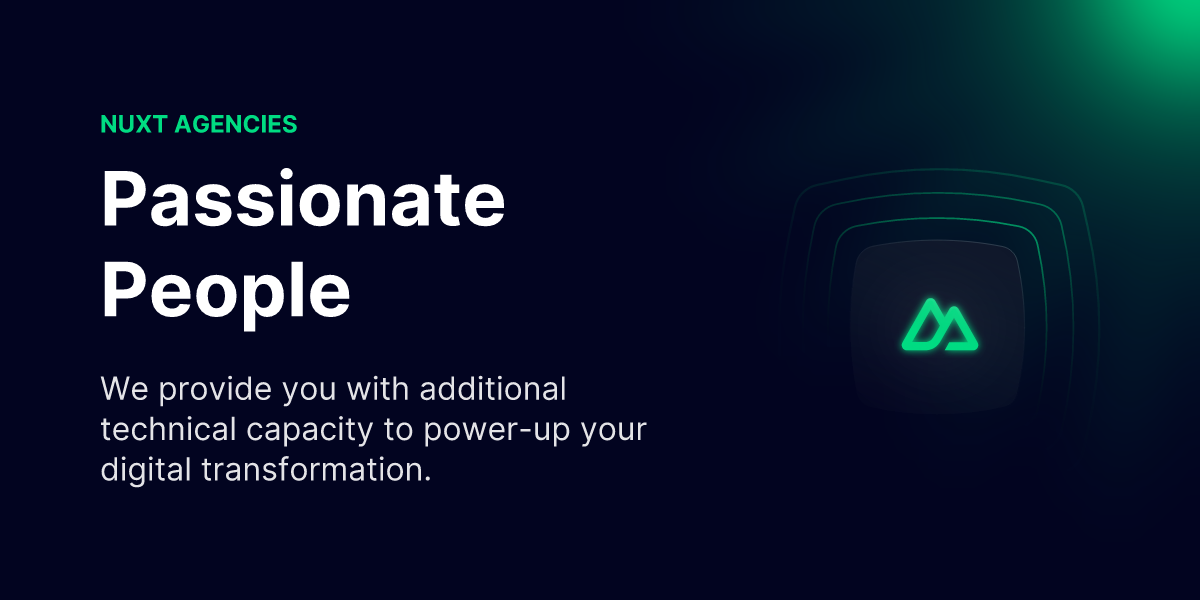 NUXT AGENCIES
Passionate
People
We provide you with additional
technical capacity to power-up your
digital transformation.